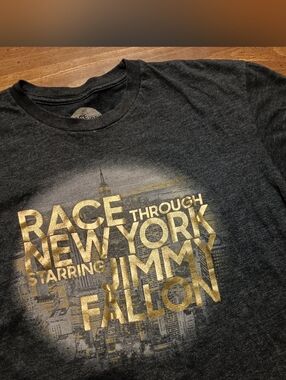 RACE THROUGH
NEW YORK
STARRING JIMMY
FALLON